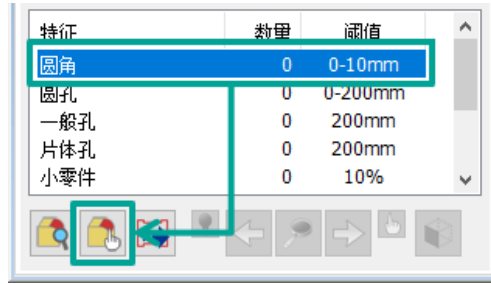 特征 数量 阈值
圆角 0 0-10mm
圆孔 0 0-200mm
一般孔 0 200mm
片体孔 0 200mm
小零件 0 10%